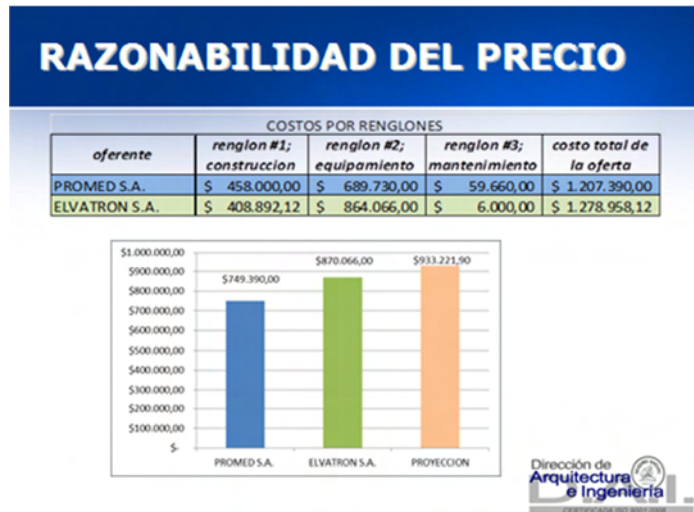 RAZONABILIDAD DEL PRECIO
COSTOS POR RENGLONES
oferente renglon #1; construccion renglon #2; equipamiento renglon #3; mantenimiento costo total de la oferta
PROMED S.A. $ 458.000,00 $ 689.730,00 $ 59.660,00 $ 1.207.390,00
ELVATRON S.A. $ 408.892,12 $ 864.066,00 $ 6.000,00 $ 1.278.958,12
$1.000.000,00
$900.000,00
$800.000,00
$700.000,00
$600.000,00
$500.000,00
$400.000,00
$300.000,00
$200.000,00
$100.000,00
$-
$749.390,00
$870.066,00
$933.221,90
PROMED S.A. ELVATRON S.A. PROYECCION
Dirección de
Arquitectura
e Ingeniería
D.A.I.